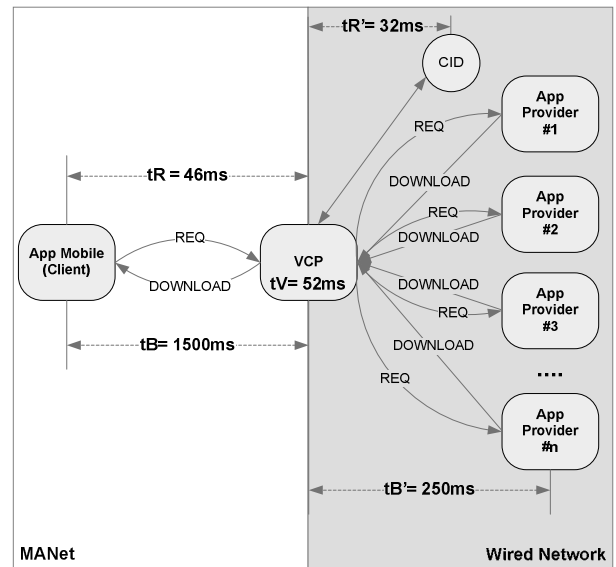 tR’= 32ms
CID
App
Provider
#1
REQ
tR = 46ms
DOWNLOAD
App
Provider
#2
REQ
DOWNLOAD
App Mobile
(Client)
REQ
DOWNLOAD
VCP
tV= 52ms
DOWNLOAD
REQ
App
Provider
#3
tB= 1500ms
DOWNLOAD
REQ
....
App
Provider
#n
tB’= 250ms
MANet
Wired Network